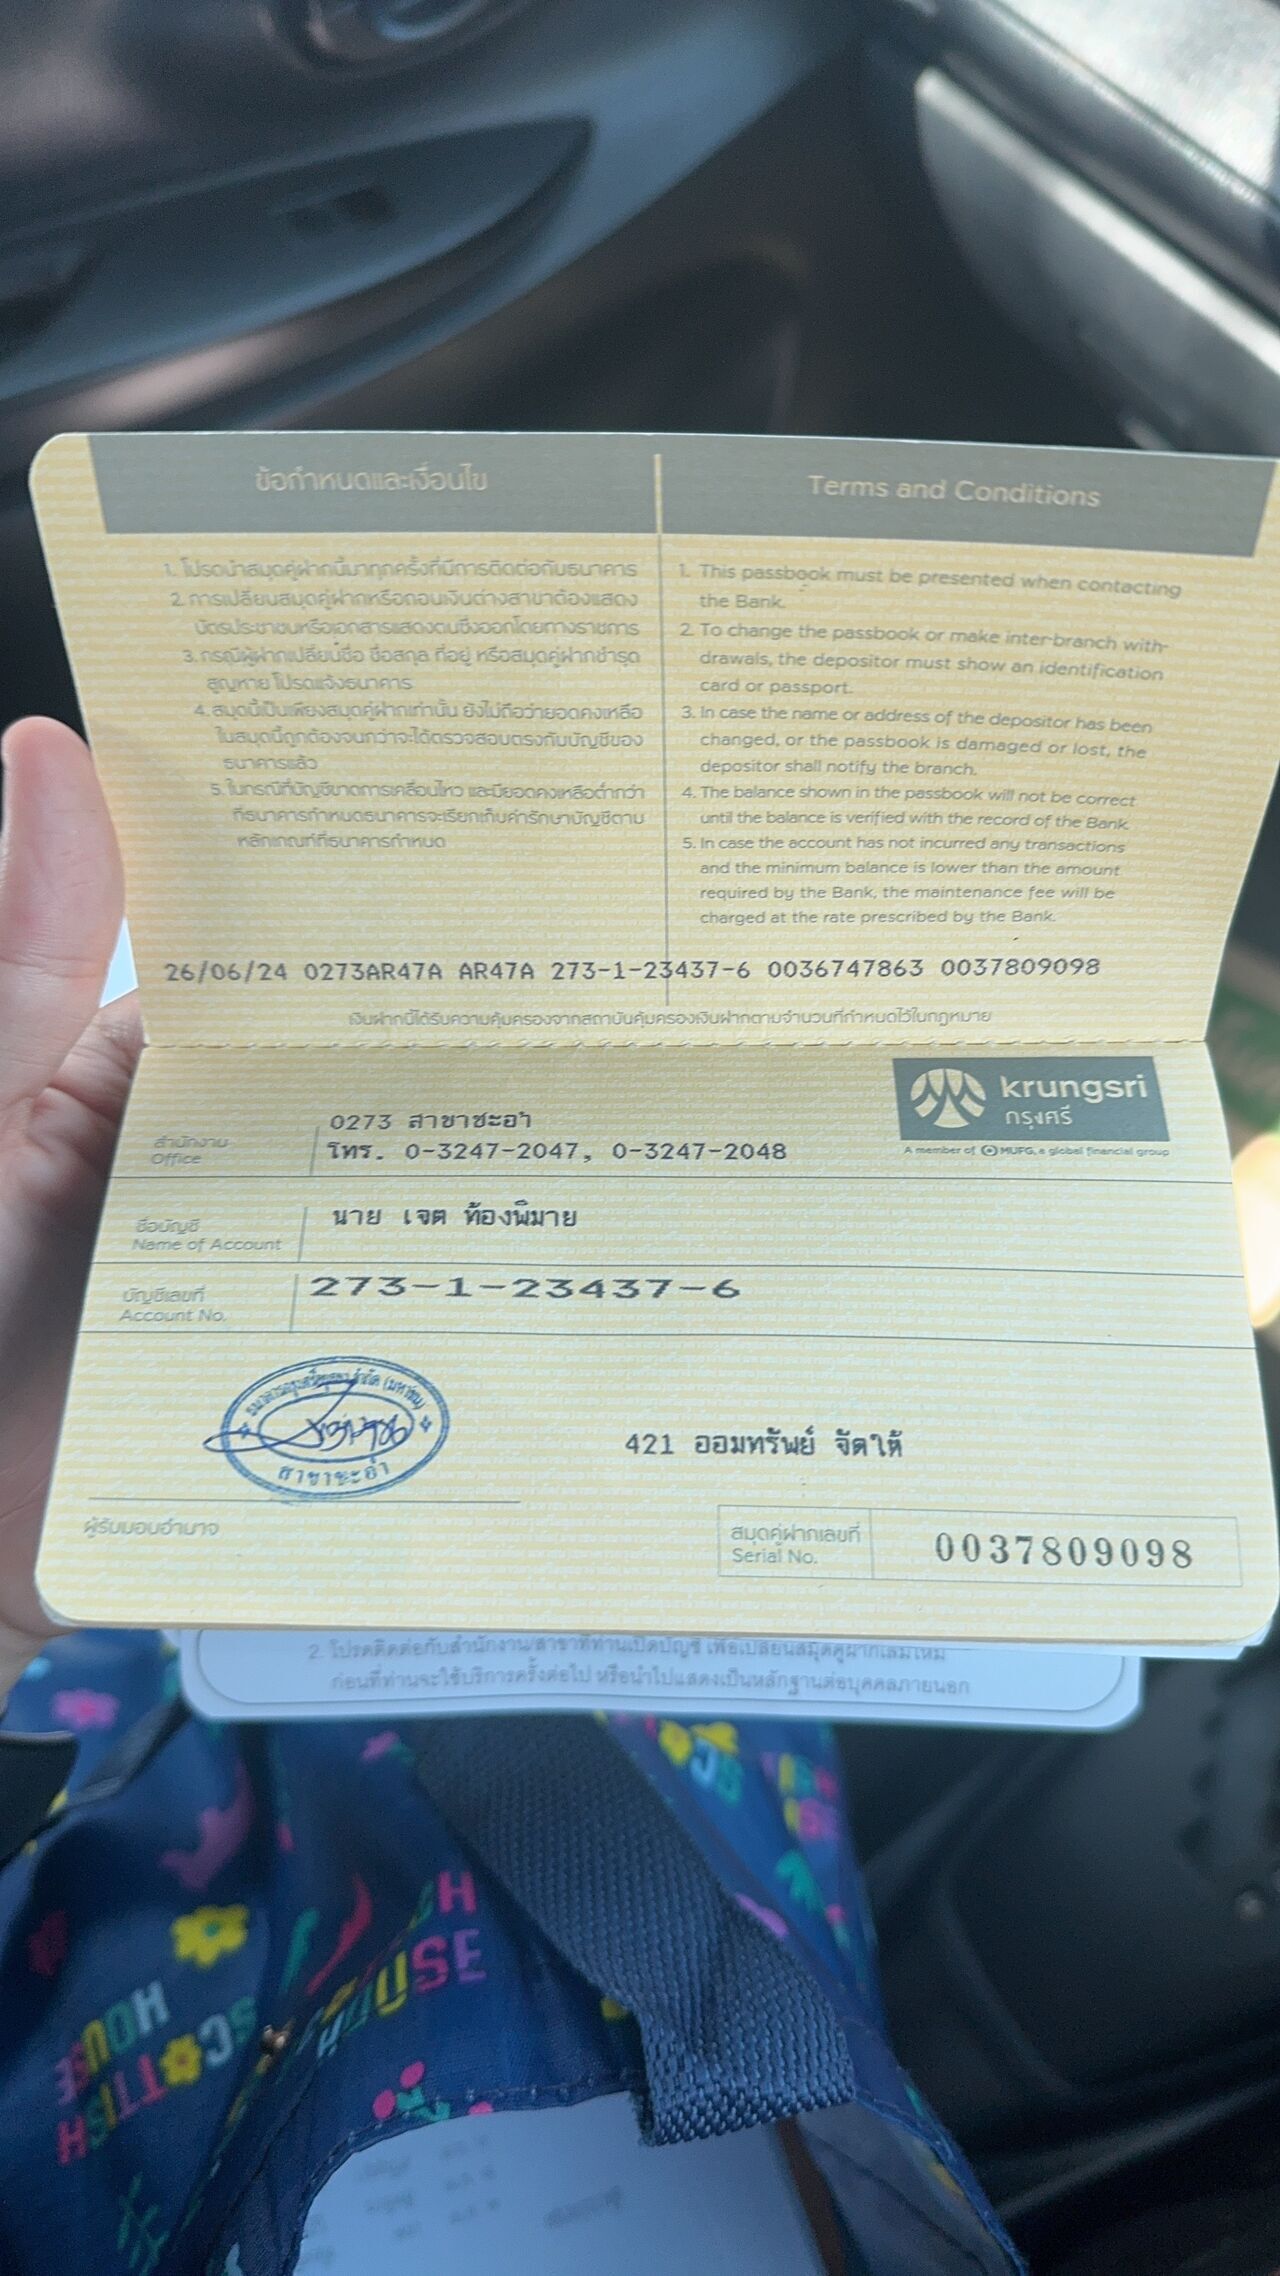 ข้อกำหนดและเงื่อนไข
1. โปรดนำสมุดคู่ฝากนี้มาทุกครั้งที่มีการติดต่อกับธนาคาร
2. การเปลี่ยนสมุดคู่ฝากหรือถอนเงินต่างสาขาต้องแสดง
บัตรประชาชนหรือเอกสารแสดงตนซึ่งออกโดยทางราชการ
3. กรณีผู้ฝากเปลี่ยนชื่อ ชื่อสกุล ที่อยู่ หรือสมุดคู่ฝากชำรุด
สูญหาย โปรดแจ้งธนาคาร
4. สมุดนี้เป็นเพียงสมุดคู่ฝากเท่านั้น ยังไม่ถือว่ายอดคงเหลือ
ในสมุดนี้ถูกต้องจนกว่าจะได้ตรวจสอบตรงกับบัญชีของ
ธนาคารแล้ว
5. ในกรณีที่บัญชีขาดการเคลื่อนไหว และมียอดคงเหลือต่ำกว่า
ที่ธนาคารกำหนดธนาคารจะเรียกเก็บค่ารักษาบัญชีตาม
หลักเกณฑ์ที่ธนาคารกำหนด
Terms and Conditions
1. This passbook must be presented when contacting
the Bank.
2. To change the passbook or make inter-branch with-
drawals, the depositor must show an identification
card or passport.
3. In case the name or address of the depositor has been
changed, or the passbook is damaged or lost, the
depositor shall notify the branch.
4. The balance shown in the passbook will not be correct
until the balance is verified with the record of the Bank.
5. In case the account has not incurred any transactions
and the minimum balance is lower than the amount
required by the Bank, the maintenance fee will be
charged at the rate prescribed by the Bank.
26/06/24 0273AR47A AR47A 273-1-23437-6 0036747863 0037809098
เงินฝากนี้ได้รับความคุ้มครองจากสถาบันคุ้มครองเงินฝากตามจำนวนที่กำหนดไว้ในกฎหมาย
krungsri
กรุงศรี
A member of MUFG, a global financial group
สำนักงาน
Office
0273 สาขาชะอำ
โทร. 0-3247-2047, 0-3247-2048
ชื่อบัญชี
Name of Account
นาย เจต ท้องพิมาย
บัญชีเลขที่
Account No.
273-1-23437-6
ธนาคารกรุงศรีอยุธยา จำกัด (มหาชน)
สาขาชะอำ
421 ออมทรัพย์ จัดให้
ผู้รับมอบอำนาจ
สมุดคู่ฝากเลขที่
Serial No.
0037809098
2. โปรดติดต่อกับสำนักงาน/สาขาที่ท่านเปิดบัญชี เพื่อเปลี่ยนสมุดคู่ฝากเล่มใหม่
ก่อนที่ท่านจะใช้บริการครั้งต่อไป หรือนำไปแสดงเป็นหลักฐานต่อบุคคลภายนอก
HOUSE
SCOTTISH
HOUSE